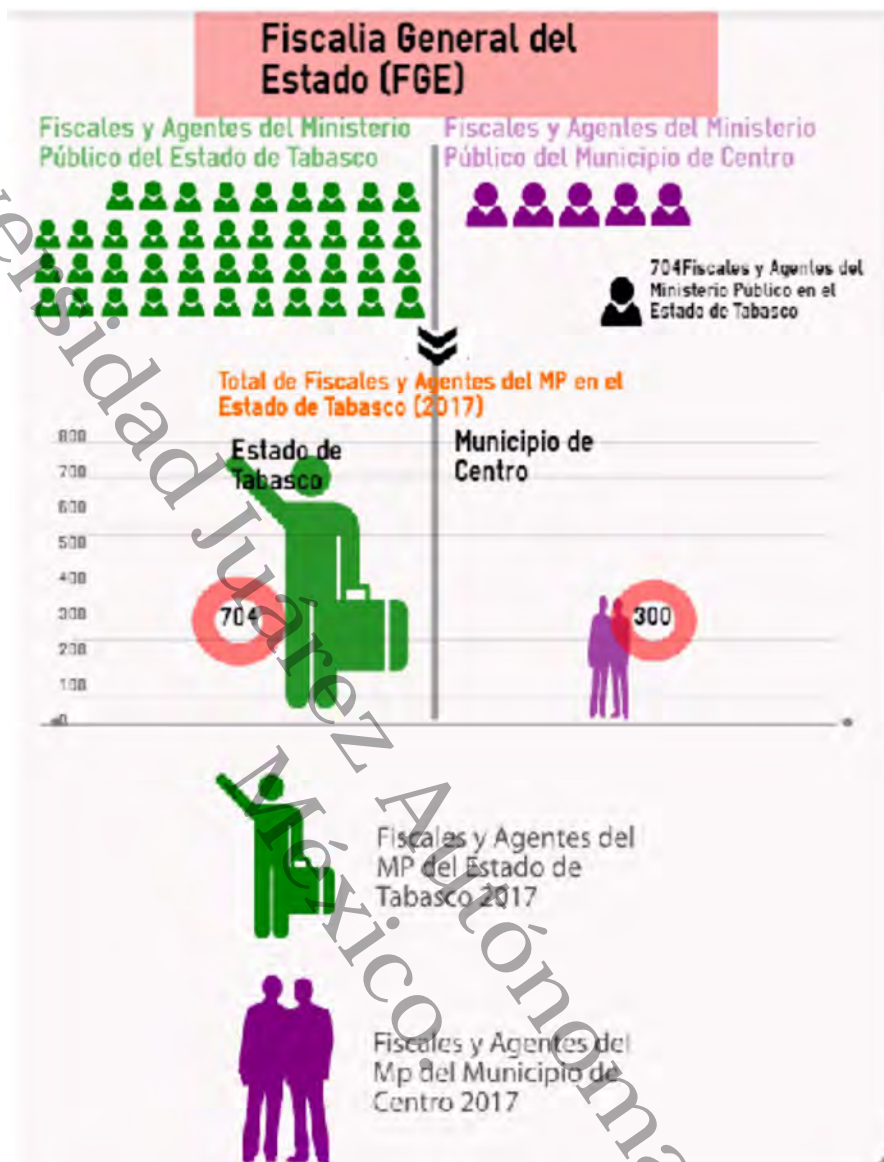 Fiscalia General del
Estado (FGE)
Fiscales y Agentes del Ministerio
Público del Estado de Tabasco
Fiscales y Agentes del Ministerio
Público del Municipio de Centro
704Fiscales y Agentes del
Ministerio Público en el
Estado de Tabasco
Total de Fiscales y Agentes del MP en el
Estado de Tabasco (2017)
Estado de
Tabasco
Municipio de
Centro
800
700
600
500
400
300
200
100
0
704
300
Fiscales y Agentes del
MP del Estado de
Tabasco 2017
Fiscales y Agentes del
Mp del Municipio de
Centro 2017
Juárez Autónoma
México.